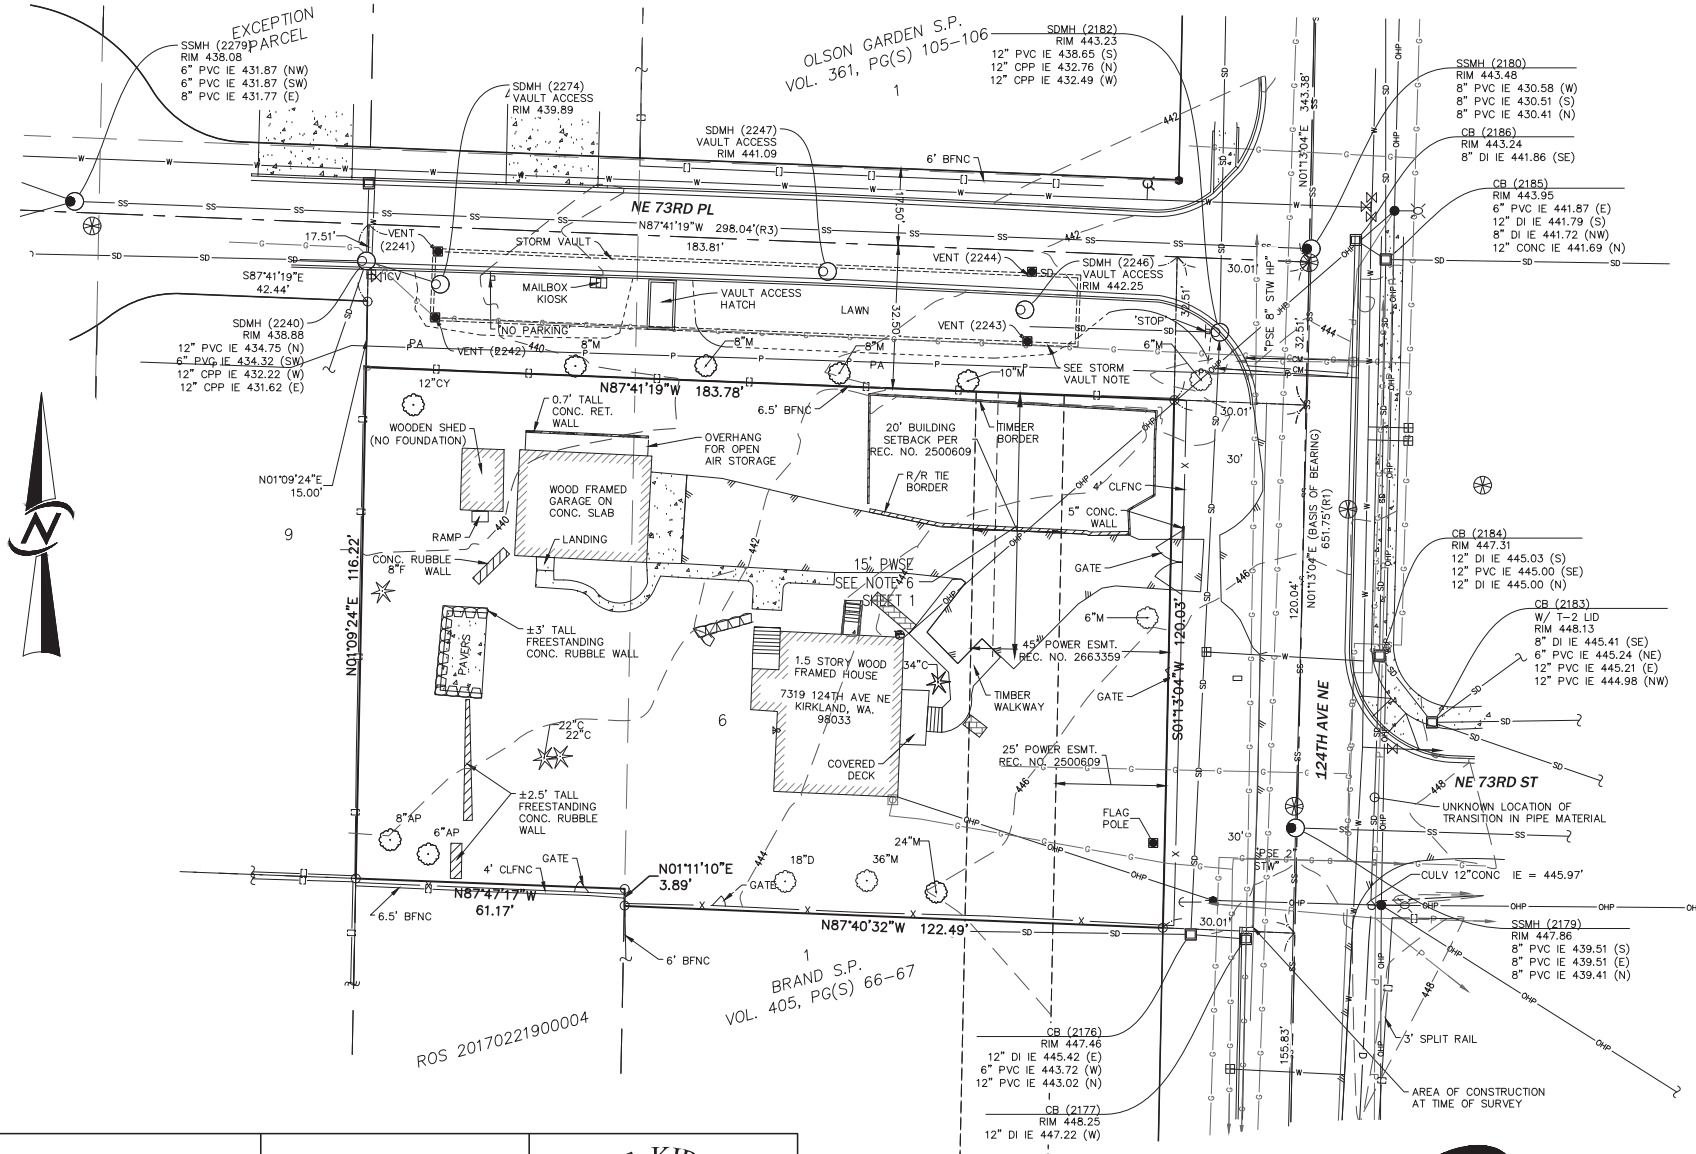 EXCEPTION
PARCEL
SSMH (2279)
RIM 438.08
6" PVC IE 431.87 (NW)
6" PVC IE 431.87 (SW)
8" PVC IE 431.77 (E)
SDMH (2274)
VAULT ACCESS
RIM 439.89
SDMH (2247)
VAULT ACCESS
RIM 441.09
OLSON GARDEN S.P.
VOL. 361, PG(S) 105-106
1
SDMH (2182)
RIM 443.23
12" PVC IE 438.65 (S)
12" CPP IE 432.76 (N)
12" CPP IE 432.49 (W)
6' BFNC
442
N01°13'04"E 343.38'
SSMH (2180)
RIM 443.48
8" PVC IE 430.58 (W)
8" PVC IE 430.51 (S)
8" PVC IE 430.41 (N)
CB (2186)
RIM 443.24
8" DI IE 441.86 (SE)
CB (2185)
RIM 443.95
6" PVC IE 441.87 (E)
12" DI IE 441.79 (S)
8" DI IE 441.72 (NW)
12" CONC IE 441.69 (N)
NE 73RD PL
N87°41'19"W 298.04'(R3)
183.81'
17.50'
17.51'
VENT
(2241)
STORM VAULT
442
VENT (2244)
SDMH (2246)
VAULT ACCESS
RIM 442.25
30.01'
"PSE 8" STW HP"
ICV
S87°41'19"E
42.44'
MAILBOX
KIOSK
VAULT ACCESS
HATCH
LAWN
32.50'
32.51'
32.51'
444
SDMH (2240)
RIM 438.88
12" PVC IE 434.75 (N)
6" PVC IE 434.32 (SW)
12" CPP IE 432.22 (W)
12" CPP IE 431.62 (E)
"NO PARKING"
VENT (2243)
'STOP'
PA
VENT (2242)
440
8"M
8"M
8"M
PA
6"M
10"M
SEE STORM
VAULT NOTE
12"CY
N87°41'19"W 183.78'
6.5' BFNC
30.01'
WOODEN SHED
(NO FOUNDATION)
0.7' TALL
CONC. RET.
WALL
OVERHANG
FOR OPEN
AIR STORAGE
20' BUILDING
SETBACK PER
REC. NO. 2500609
TIMBER
BORDER
R/R TIE
BORDER
30'
4' CLFNC
N01°09'24"E
15.00'
WOOD FRAMED
GARAGE ON
CONC. SLAB
5" CONC.
WALL
N01°13'04"E (BASIS OF BEARING)
651.75'(R1)
9
440
RAMP
LANDING
442
CONC. RUBBLE
WALL
8"F
N01°09'24"E 116.22'
15' PWSE
SEE NOTE 6
SHEET 1
444
GATE
446
CB (2184)
RIM 447.31
12" DI IE 445.03 (S)
12" PVC IE 445.00 (SE)
12" DI IE 445.00 (N)
120.04'
CB (2183)
W/ T-2 LID
RIM 448.13
8" DI IE 445.41 (SE)
6" PVC IE 445.24 (NE)
12" PVC IE 445.21 (E)
12" PVC IE 444.98 (NW)
±3' TALL
FREESTANDING
CONC. RUBBLE WALL
PAVERS
6"M
45' POWER ESMT.
REC. NO. 2663359
1.5 STORY WOOD
FRAMED HOUSE
7319 124TH AVE NE
KIRKLAND, WA.
98033
34"C
TIMBER
WALKWAY
GATE
S01°13'04"W 120.03'
6
22"C
22"C
124TH AVE NE
COVERED
DECK
25' POWER ESMT.
REC. NO. 2500609
446
NE 73RD ST
448
UNKNOWN LOCATION OF
TRANSITION IN PIPE MATERIAL
±2.5' TALL
FREESTANDING
CONC. RUBBLE
WALL
8"AP
6"AP
FLAG
POLE
30'
24"M
"PSE 2"
STW"
4' CLFNC
GATE
444
18"D
36"M
N01°11'10"E
3.89'
GATE
CULV 12"CONC IE = 445.97'
N87°47'17"W
61.17'
6.5' BFNC
N87°40'32"W 122.49'
30.01'
SSMH (2179)
RIM 447.86
8" PVC IE 439.51 (S)
8" PVC IE 439.51 (E)
8" PVC IE 439.41 (N)
6' BFNC
1
BRAND S.P.
VOL. 405, PG(S) 66-67
448
ROS 20170221900004
155.83'
CB (2176)
RIM 447.46
12" DI IE 445.42 (E)
6" PVC IE 443.72 (W)
12" PVC IE 443.02 (N)
3' SPLIT RAIL
AREA OF CONSTRUCTION
AT TIME OF SURVEY
CB (2177)
RIM 448.25
12" DI IE 447.22 (W)